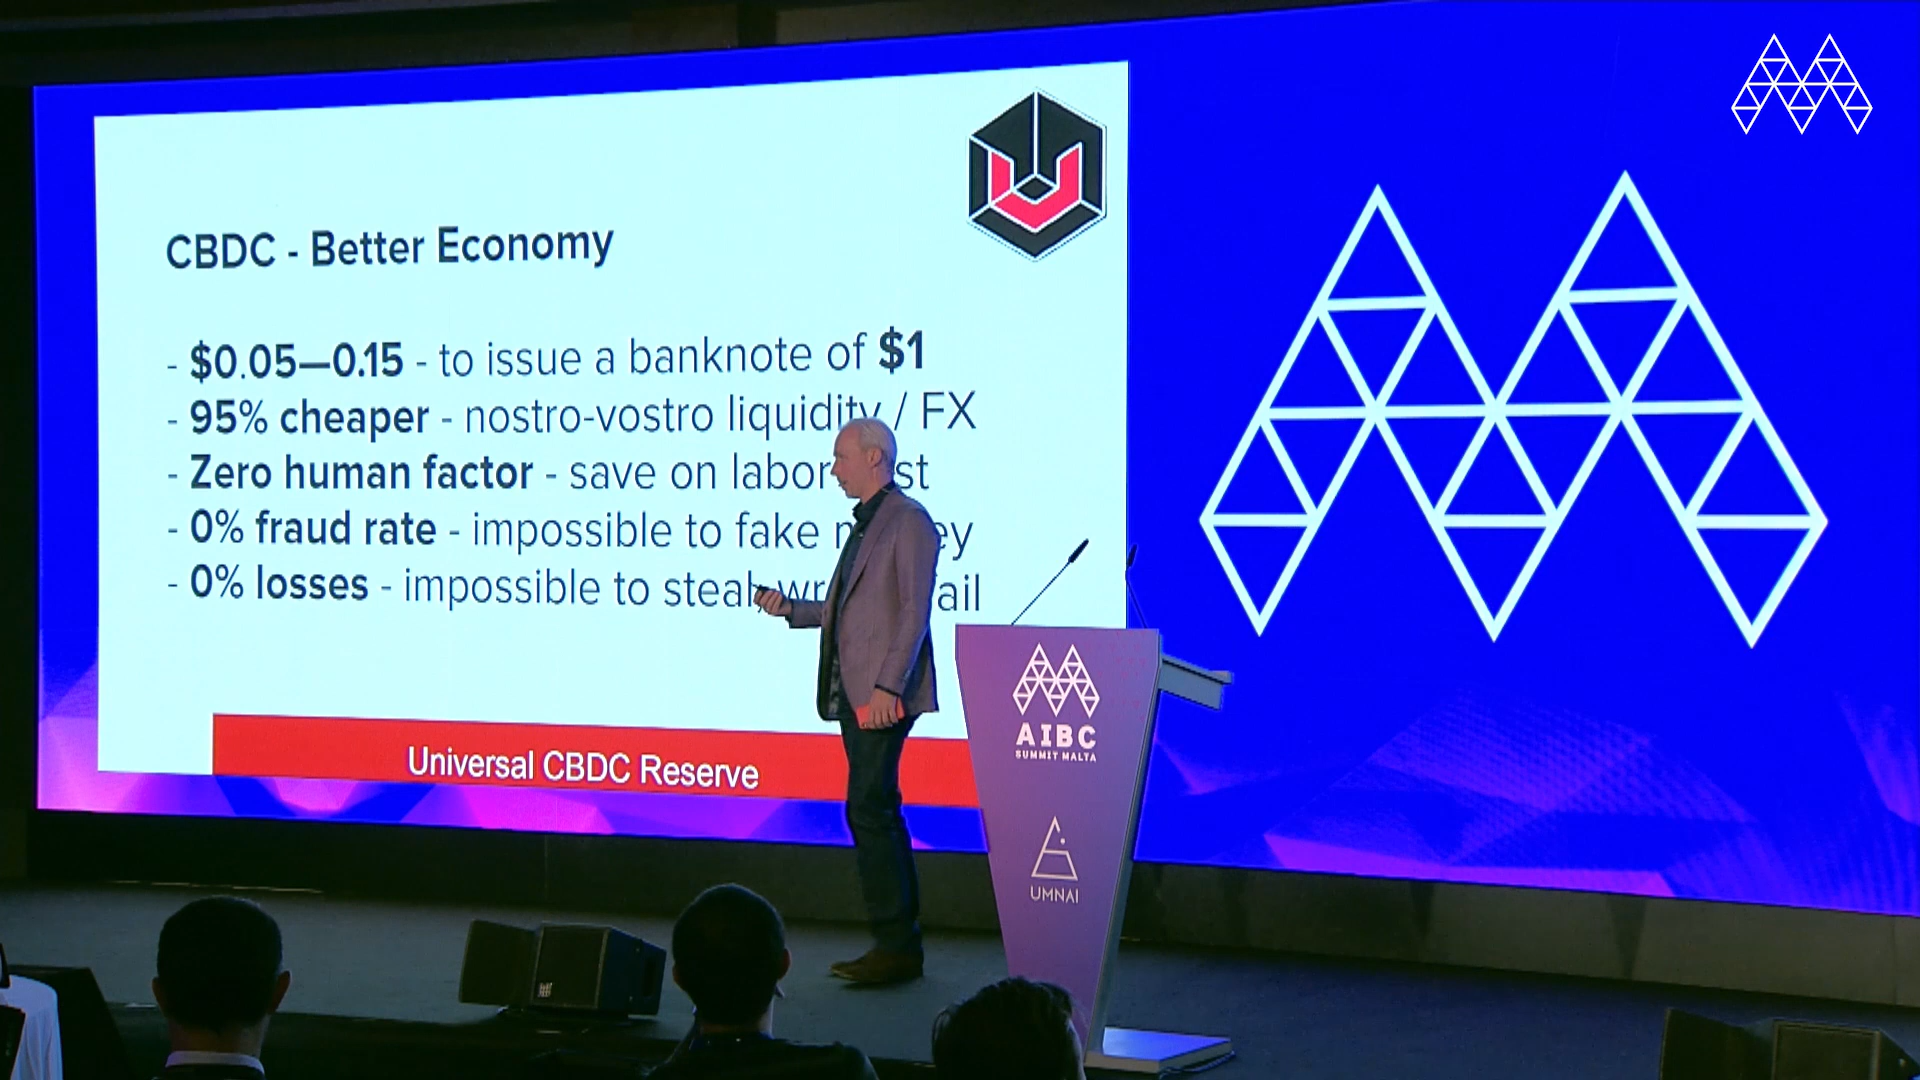 CBDC - Better Economy
- $0.05—0.15 - to issue a banknote of $1
- 95% cheaper - nostro-vostro liquidity / FX
- Zero human factor - save on labor
- 0% fraud rate - impossible to fake
- 0% losses - impossible to steal,
Universal CBDC Reserve
AIBC
SUMMIT MALTA
UMNAI